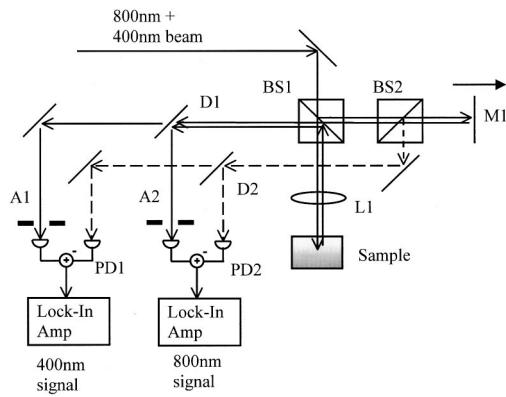 800nm +
400nm beam
BS1
BS2
D1
M1
A1
A2
D2
L1
-
-
+
+
PD1
PD2
Sample
Lock-In
Amp
Lock-In
Amp
400nm
signal
800nm
signal